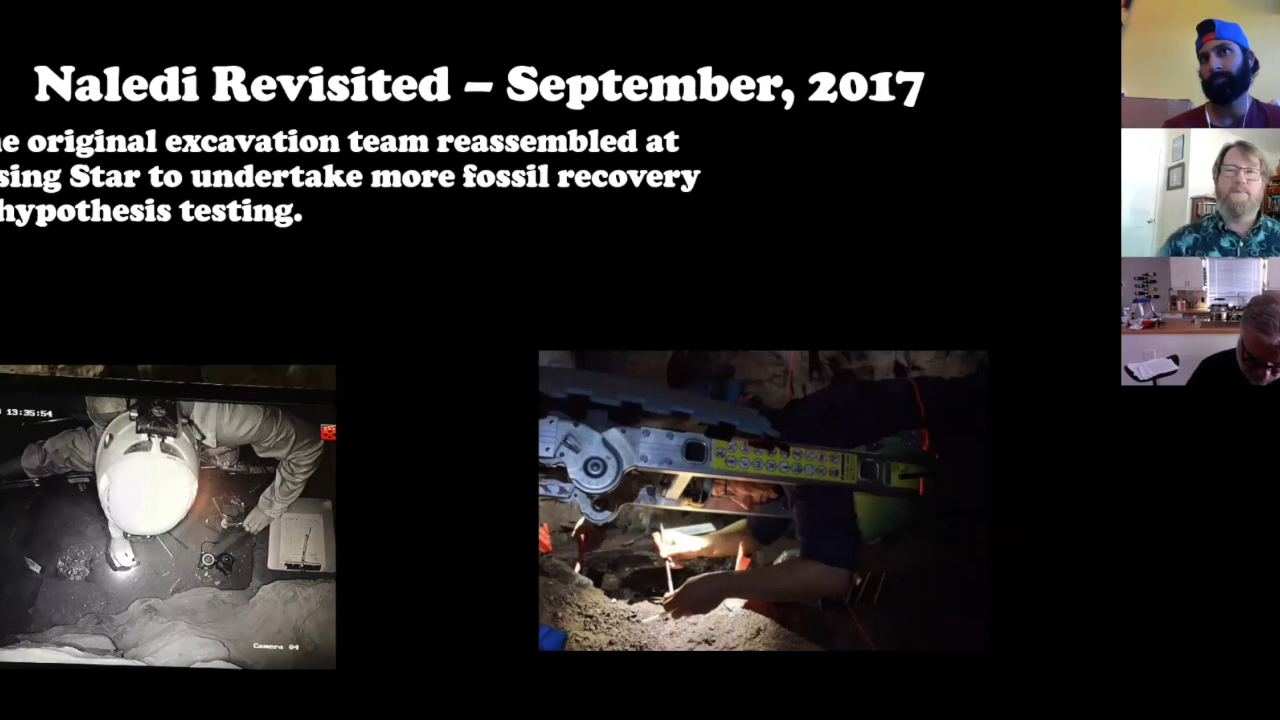 Naledi Revisited – September, 2017
e original excavation team reassembled at
sing Star to undertake more fossil recovery
hypothesis testing.
13:35:54
Camera 04